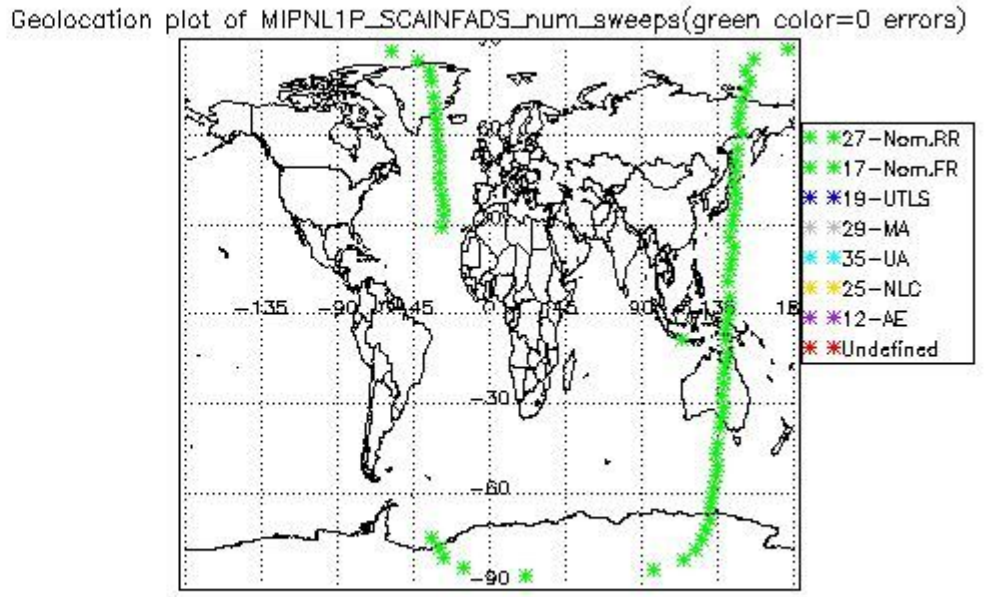 Geolocation plot of MIPNL1P_SCAINFADS_num_sweeps(green color=0 errors)
60
27-Nom.RR
17-Nom.FR
19-UTLS
29-MA
35-UA
25-NLC
12-AE
Undefined
-135 -90 -45 0 45 90 135
-30
-60
-90